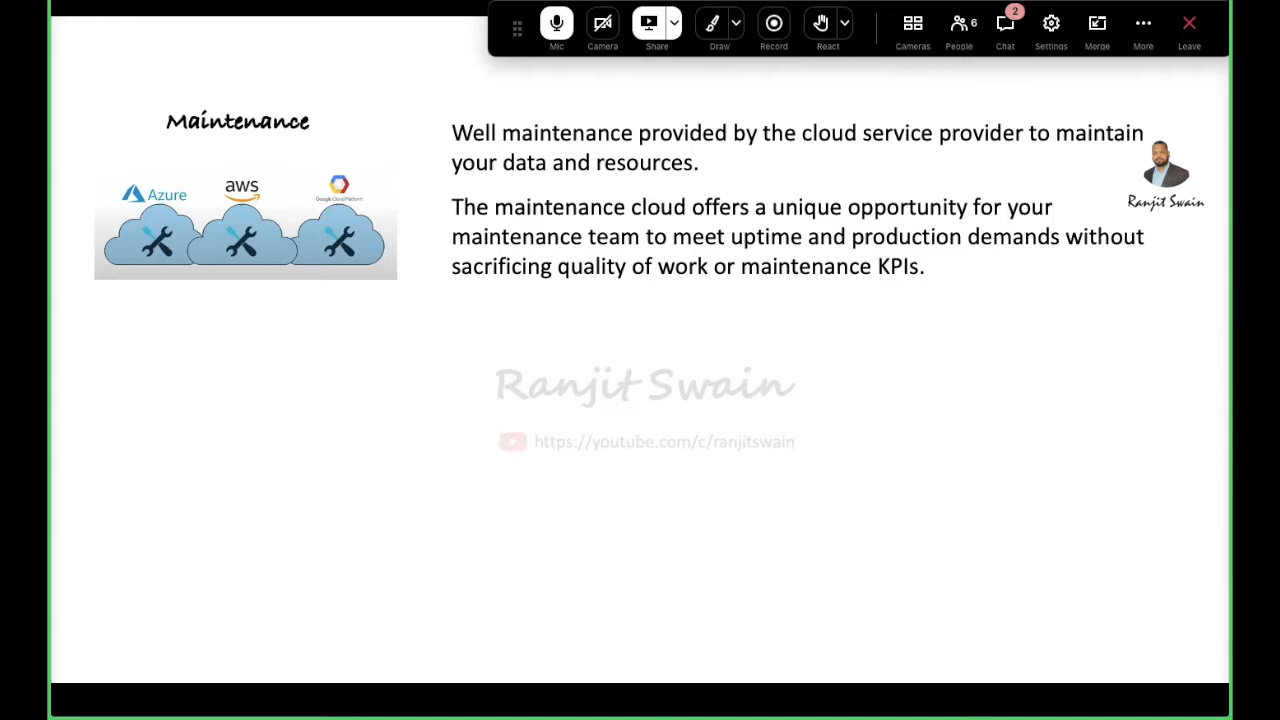 Mic
Camera
Share
Draw
Record
React
Cameras
6
People
2
Chat
Settings
Merge
More
Leave
Maintenance
Azure
aws
Google Cloud Platform
Well maintenance provided by the cloud service provider to maintain
your data and resources.
The maintenance cloud offers a unique opportunity for your
maintenance team to meet uptime and production demands without
sacrificing quality of work or maintenance KPIs.
Ranjit Swain
Ranjit Swain
https://youtube.com/c/ranjitswain